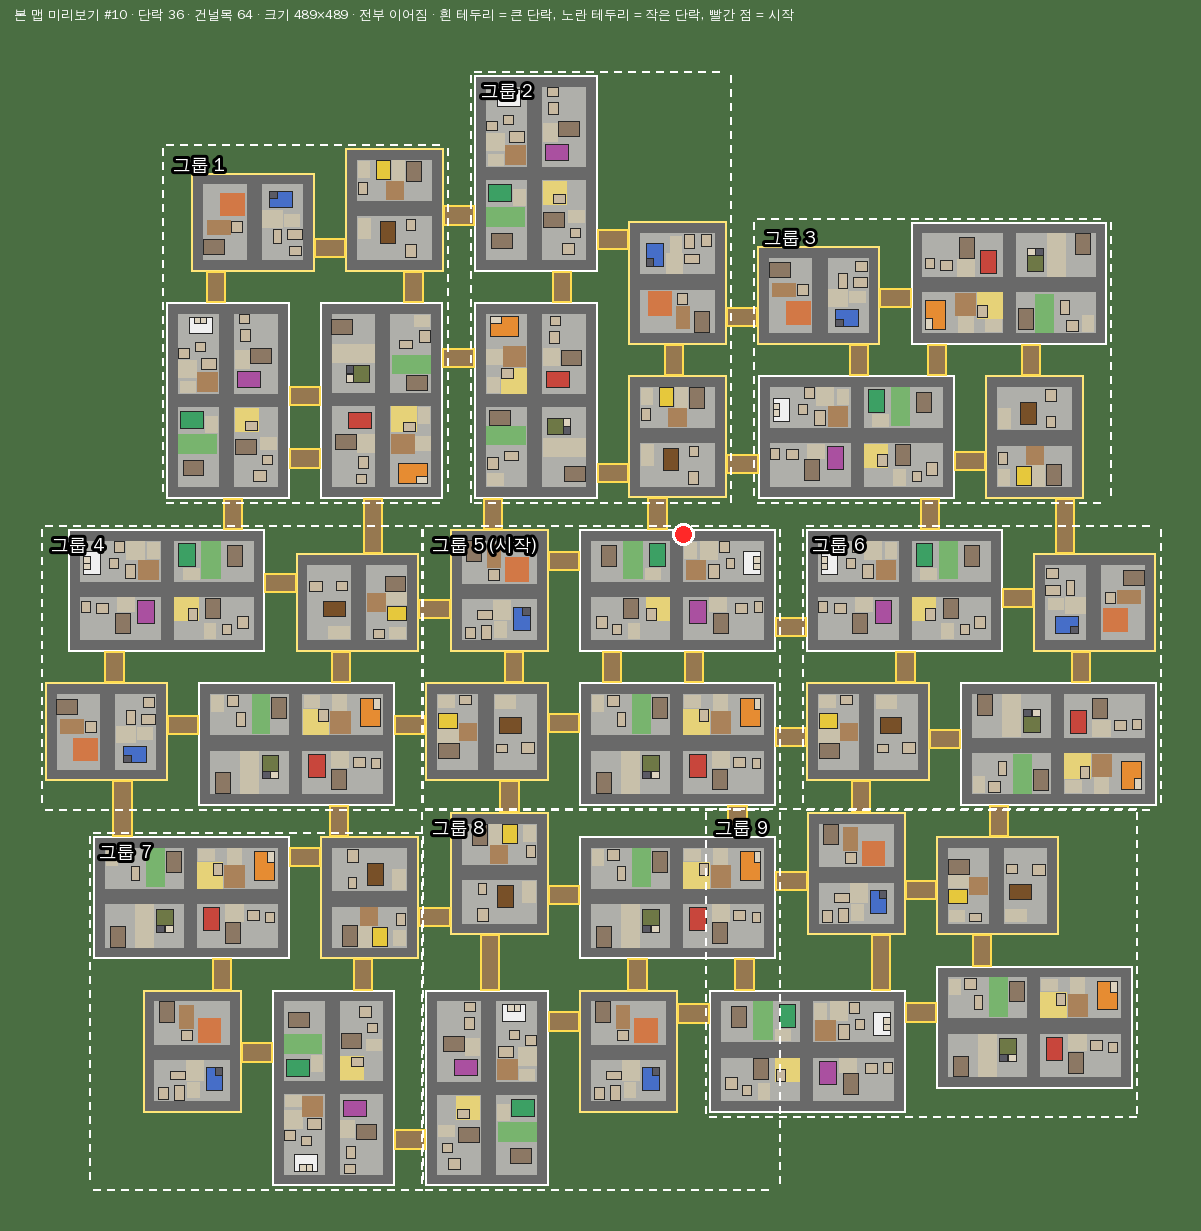 본 맵 미리보기 #10 · 단락 36 · 건널목 64 · 크기 489×489 · 전부 이어짐 · 흰 테두리 = 큰 단락, 노란 테두리 = 작은 단락, 빨간 점 = 시작
그룹 2
그룹 1
그룹 3
그룹 4
그룹 5 (시작)
그룹 6
그룹 7
그룹 8
그룹 9